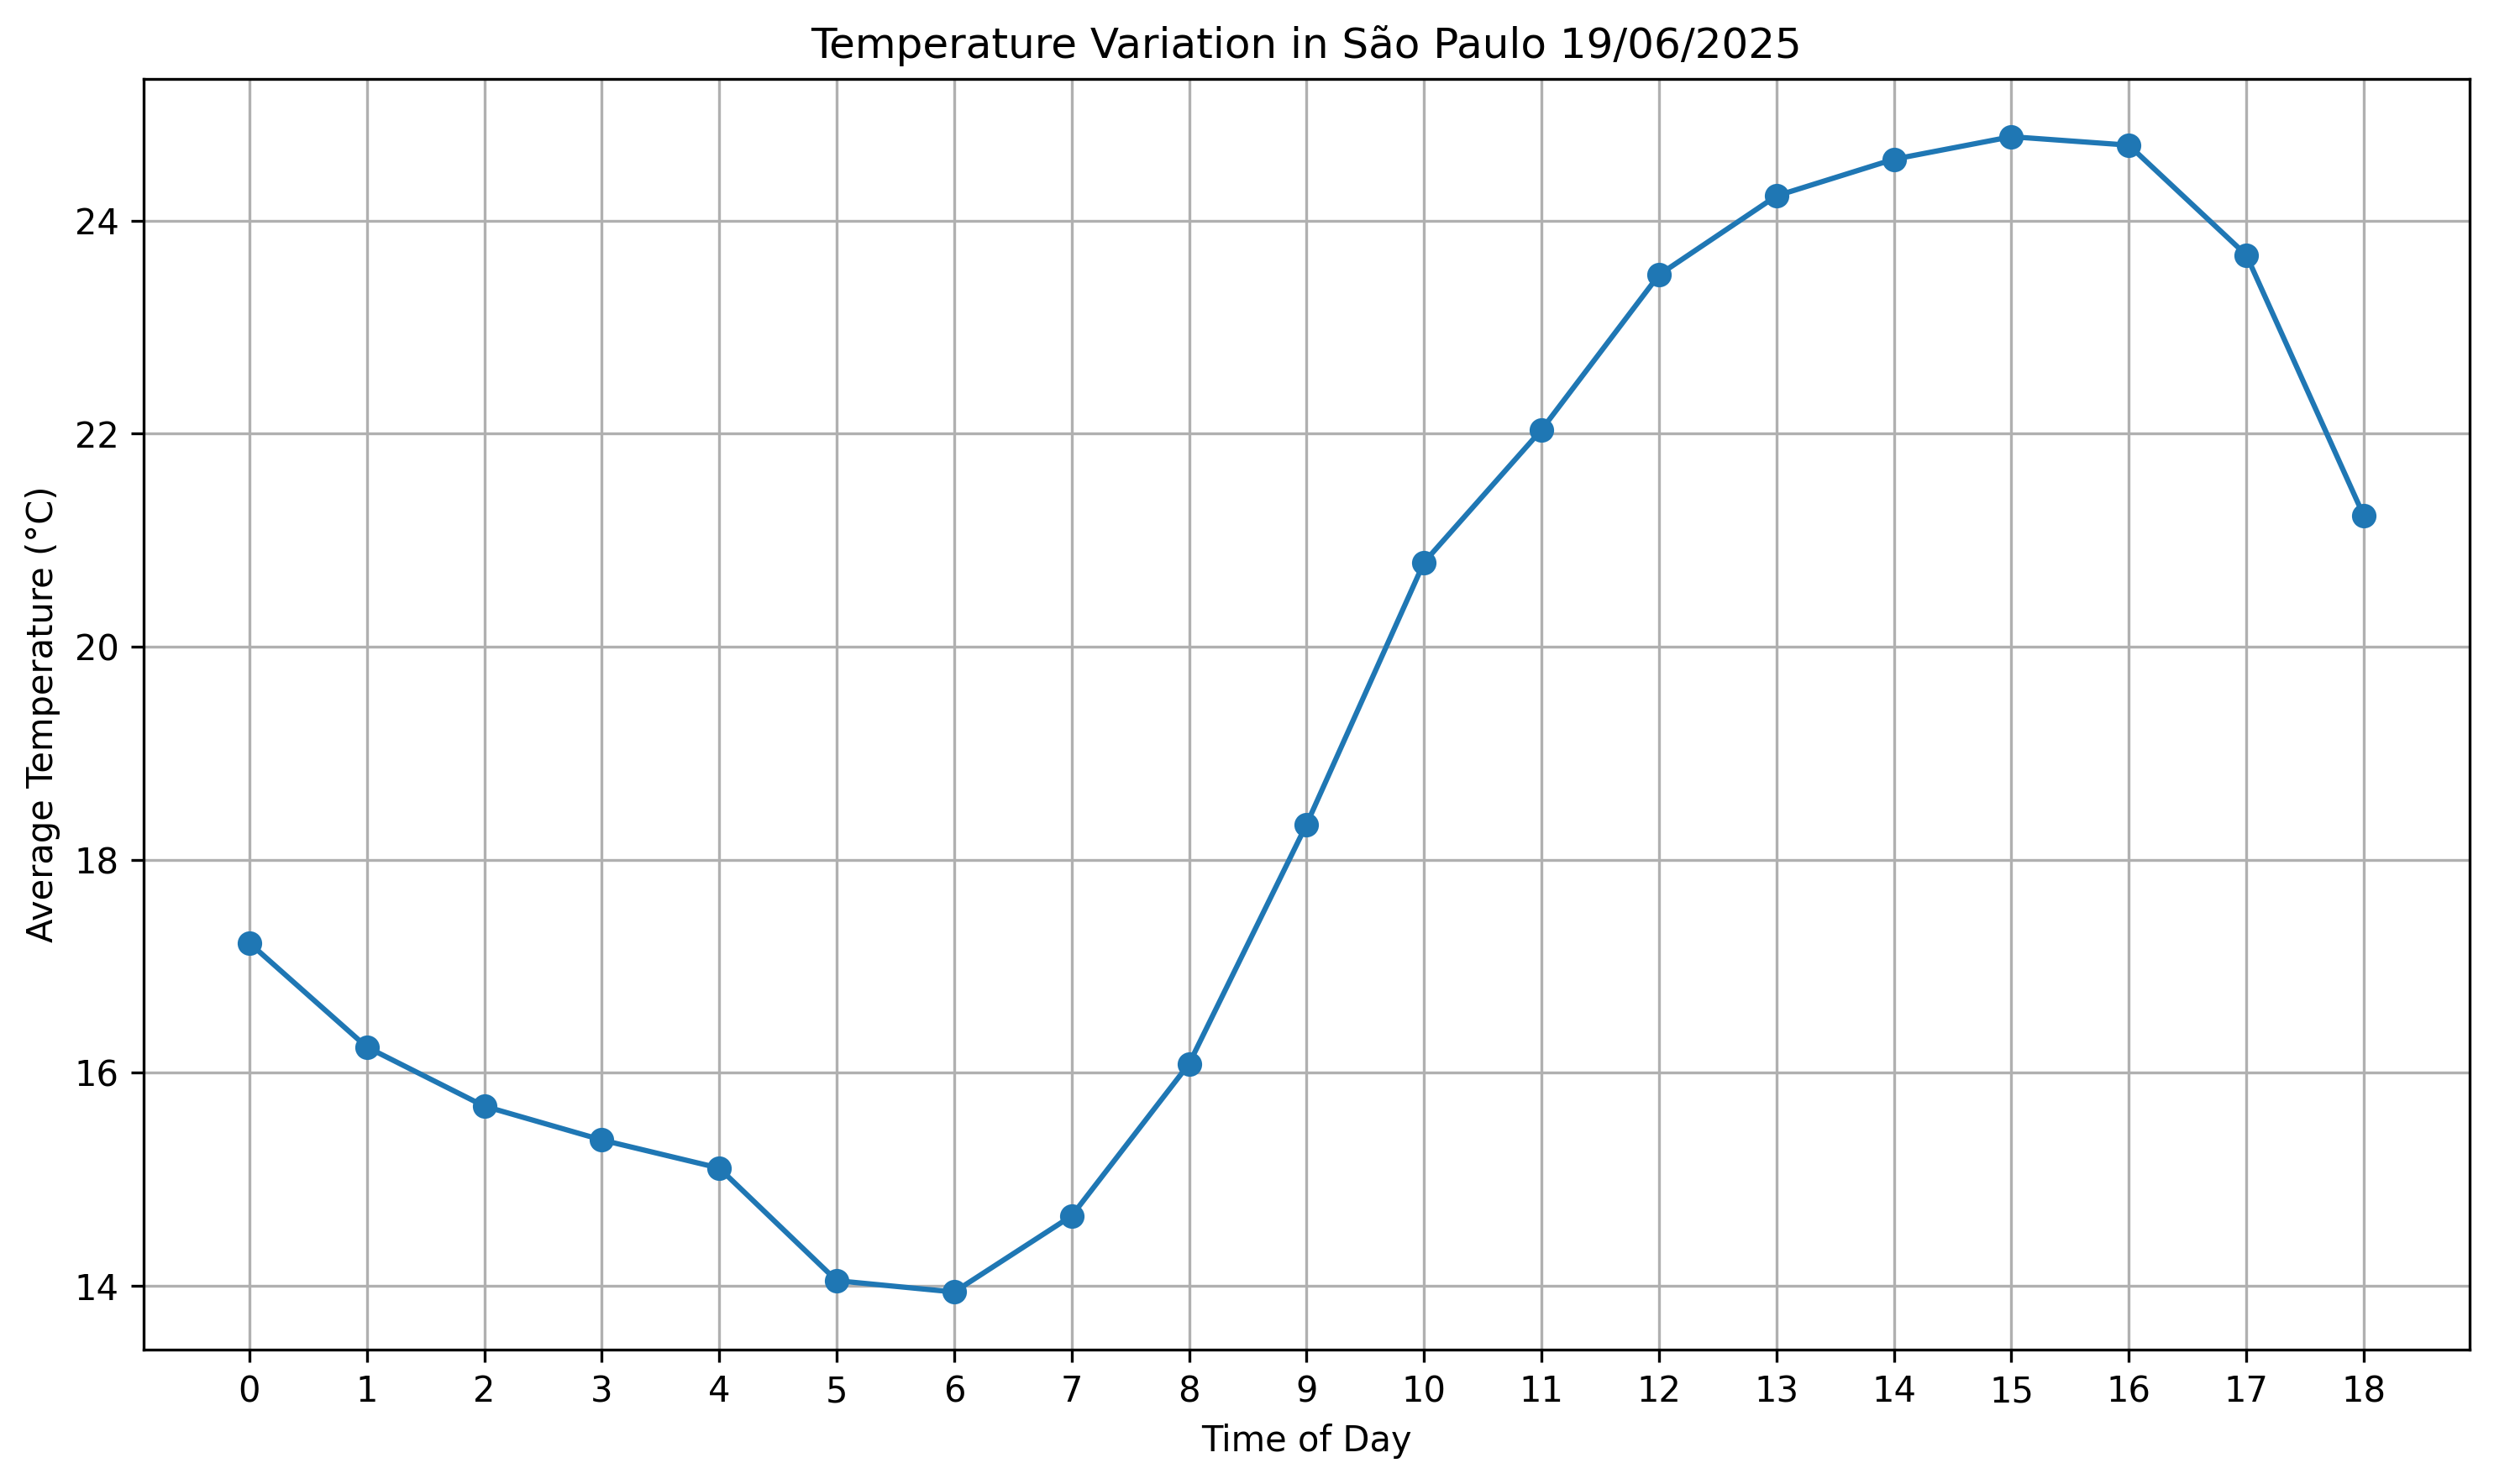 Temperature Variation in São Paulo 19/06/2025
Average Temperature (°C)
24
22
20
18
16
14
0 1 2 3 4 5 6 7 8 9 10 11 12 13 14 15 16 17 18
Time of Day